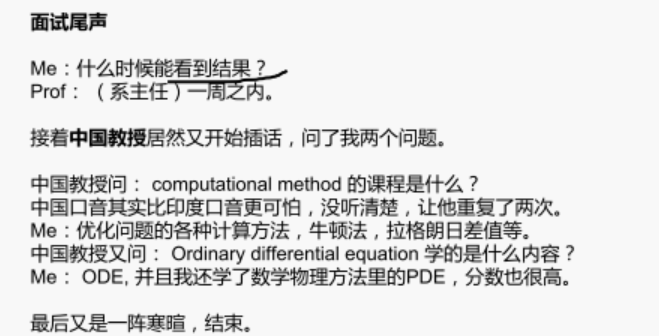 面试尾声
Me：什么时候能看到结果？
Prof：（系主任）一周之内。
接着中国教授居然又开始插话，问了我两个问题。
中国教授问： computational method 的课程是什么？
中国口音其实比印度口音更可怕，没听清楚，让他重复了两次。
Me：优化问题的各种计算方法，牛顿法，拉格朗日差值等。
中国教授又问： Ordinary differential equation 学的是什么内容？
Me： ODE, 并且我还学了数学物理方法里的PDE，分数也很高。
最后又是一阵寒暄，结束。